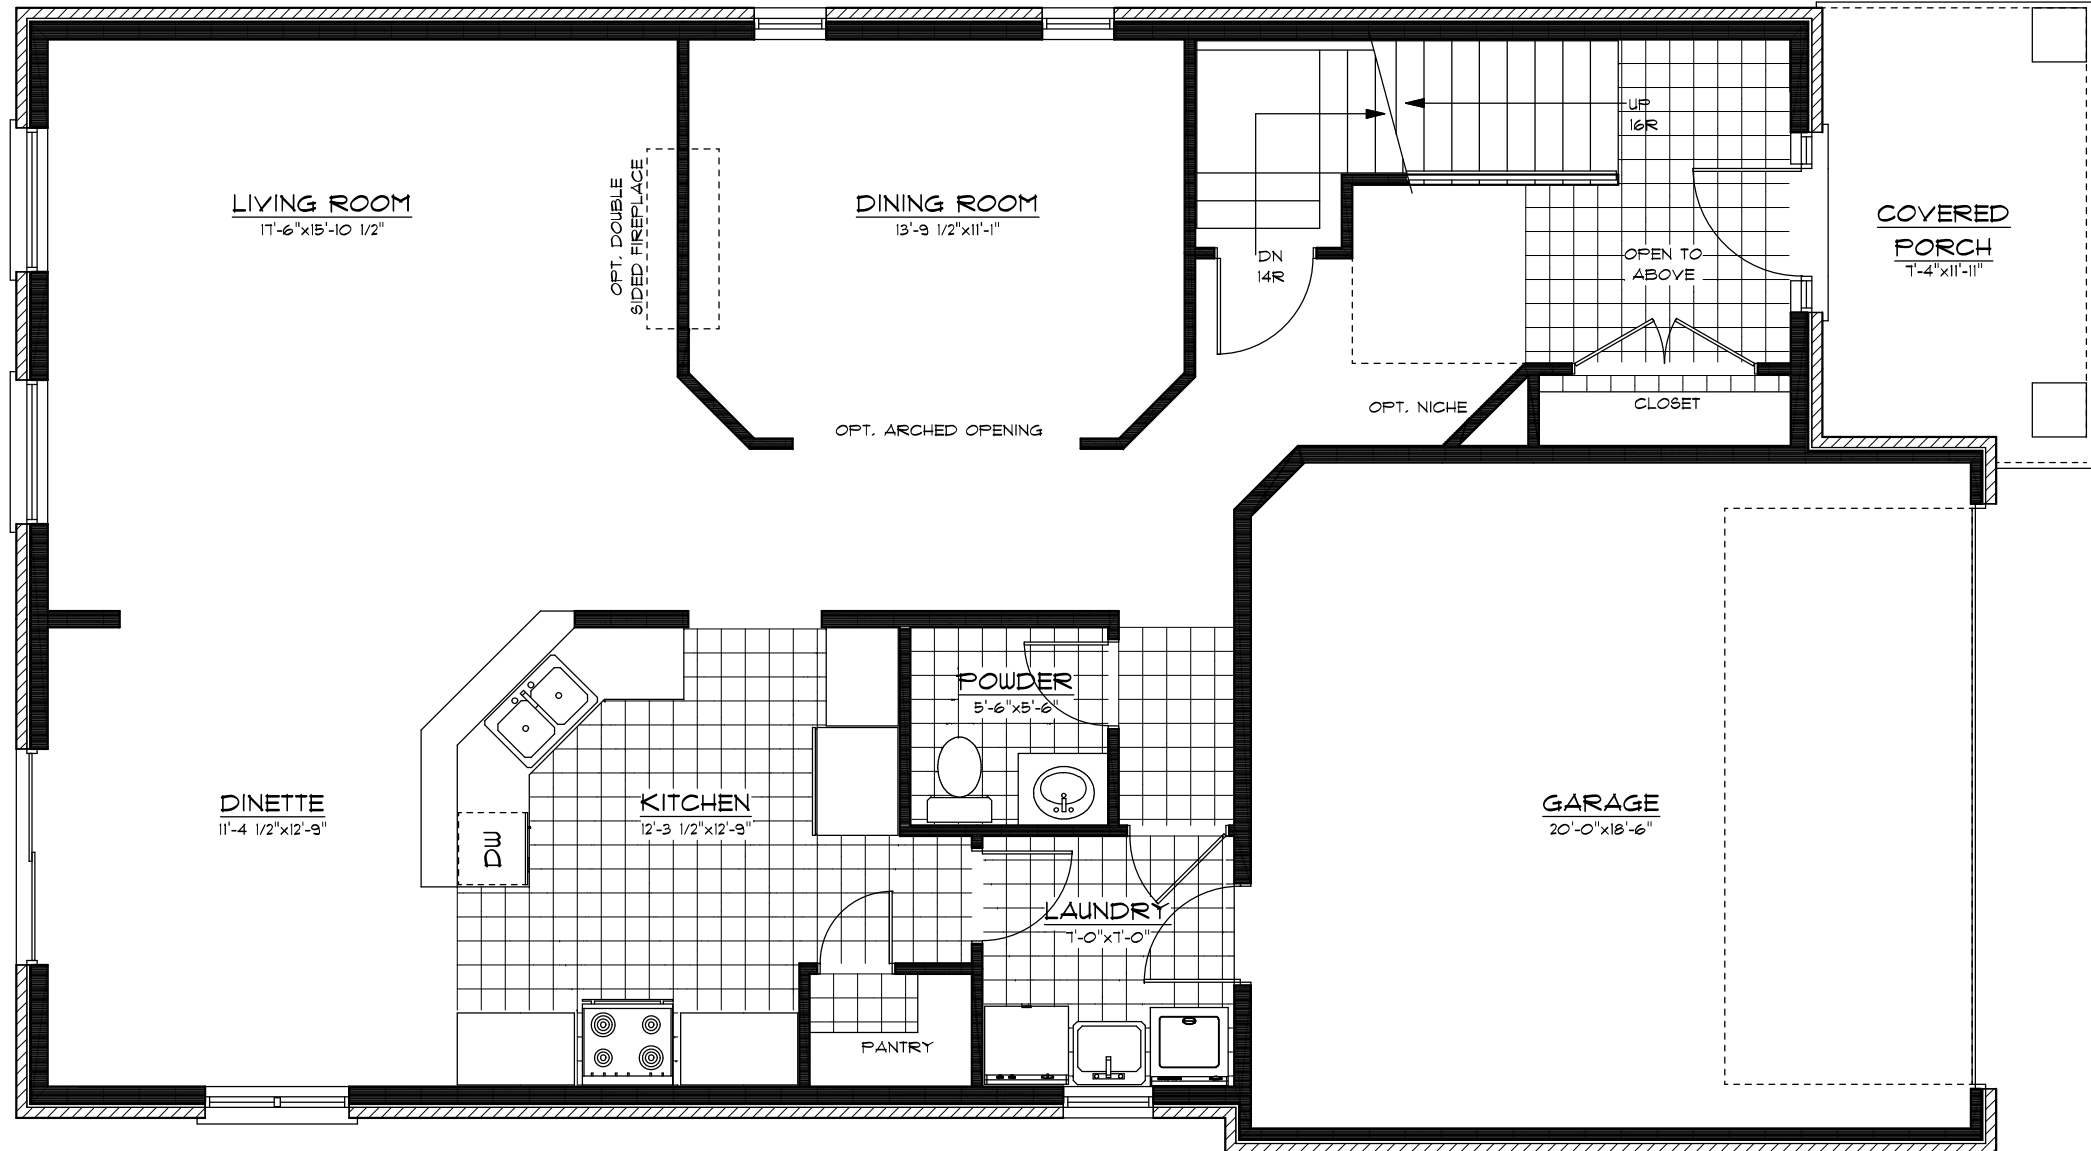 LIVING ROOM
17'-6"x15'-10 1/2"
OPT. DOUBLE
SIDED FIREPLACE
DINING ROOM
13'-9 1/2"x11'-1"
OPT. ARCHED OPENING
UP
16R
DN
14R
OPEN TO
ABOVE
COVERED
PORCH
7'-4"x11'-11"
OPT. NICHE
CLOSET
DINETTE
11'-4 1/2"x12'-9"
DW
KITCHEN
12'-3 1/2"x12'-9"
POWDER
5'-6"x5'-6"
LAUNDRY
7'-0"x7'-0"
PANTRY
GARAGE
20'-0"x18'-6"